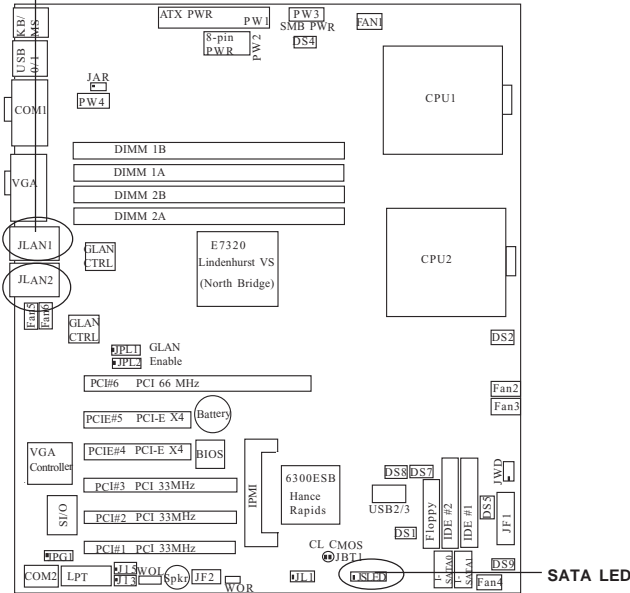 KB/
MS
USB
0/1
ATX PWR
PW1
8-pin
PWR
PW2
PW3
SMB PWR
DS4
FAN1
JAR
PW4
COM1
CPU1
DIMM 1B
DIMM 1A
DIMM 2B
DIMM 2A
VGA
JLAN1
JLAN2
GLAN
CTRL
E7320
Lindenhurst VS
(North Bridge)
CPU2
Fan5
Fan6
GLAN
CTRL
JPL1
JPL2
GLAN
Enable
DS2
PCI#6 PCI 66 MHz
Fan2
Fan3
PCIE#5 PCI-E X4
Battery
PCIE#4 PCI-E X4
BIOS
VGA
Controller
IPMI
6300ESB
Hance
Rapids
PCI#3 PCI 33MHz
DS8
DS7
USB2/3
Floppy
IDE #2
IDE #1
JWD
DS5
JF1
SI/O
PCI#2 PCI 33MHz
DS1
PCI#1 PCI 33MHz
CL CMOS
JBT1
JPG1
COM2
LPT
J15
J13
WOL
Spkr
JF2
WOR
JL1
JSLED
DS9
Fan4
SATA LED